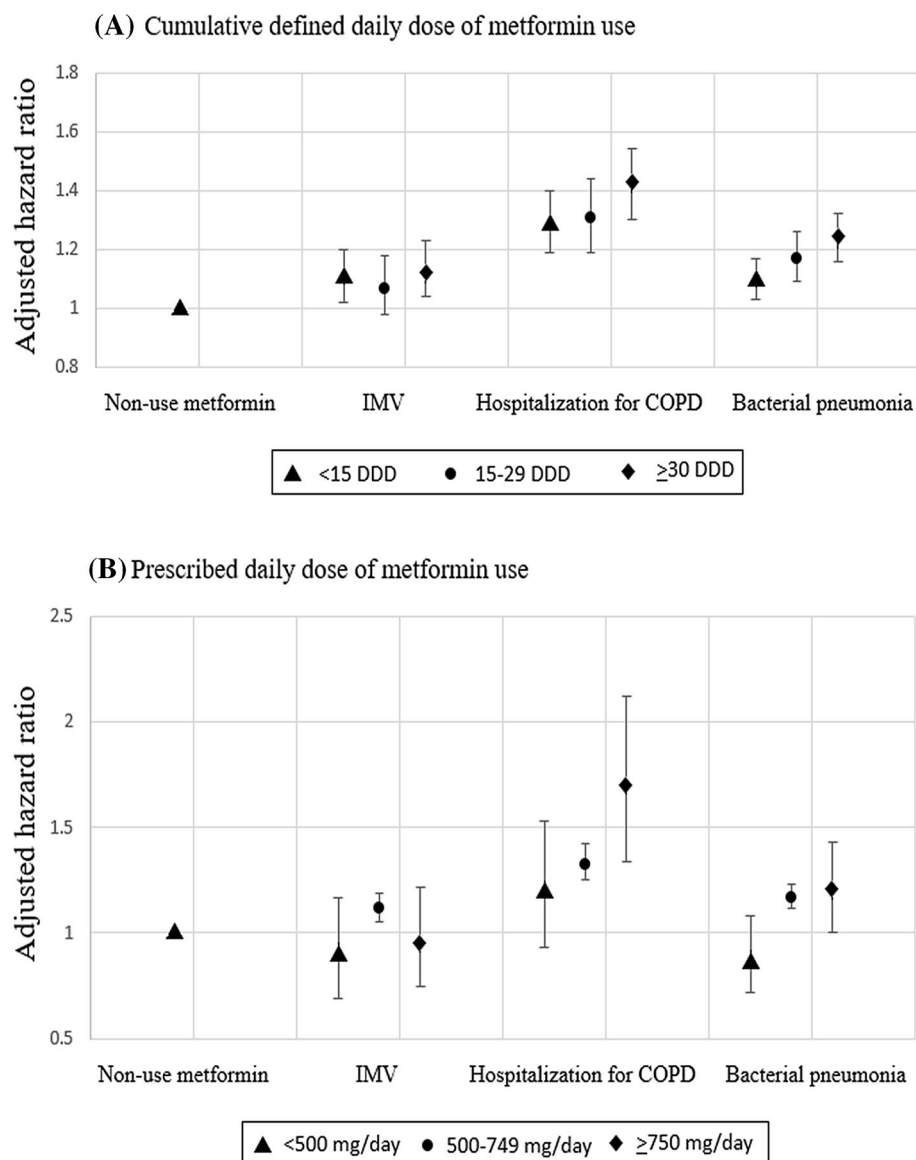 (A) Cumulative defined daily dose of metformin use
Adjusted hazard ratio
1.8
1.6
1.4
1.2
1
0.8
Non-use metformin IMV Hospitalization for COPD Bacterial pneumonia
<15 DDD 15-29 DDD ≥30 DDD
(B) Prescribed daily dose of metformin use
Adjusted hazard ratio
2.5
2
1.5
1
0.5
Non-use metformin IMV Hospitalization for COPD Bacterial pneumonia
<500 mg/day 500-749 mg/day ≥750 mg/day